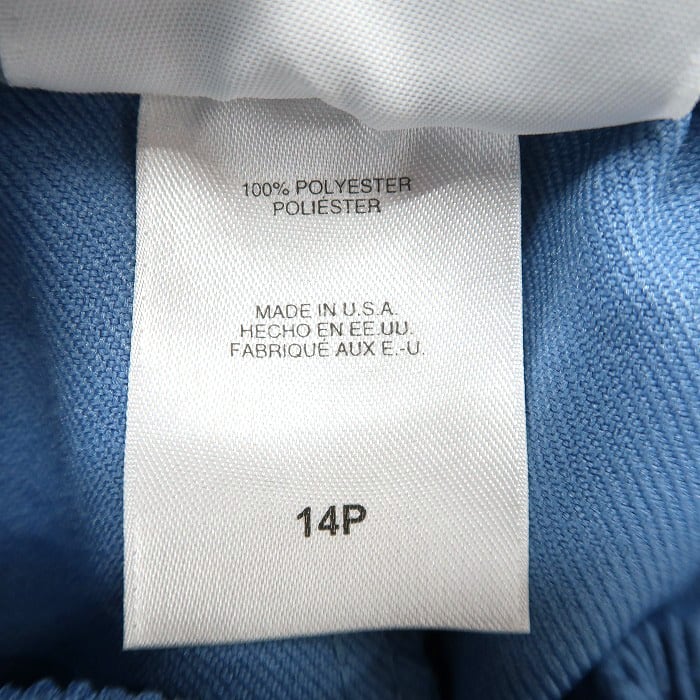 100% POLYESTER
POLIÉSTER
MADE IN U.S.A.
HECHO EN EE.UU.
FABRIQUÉ AUX E.-U.
14P